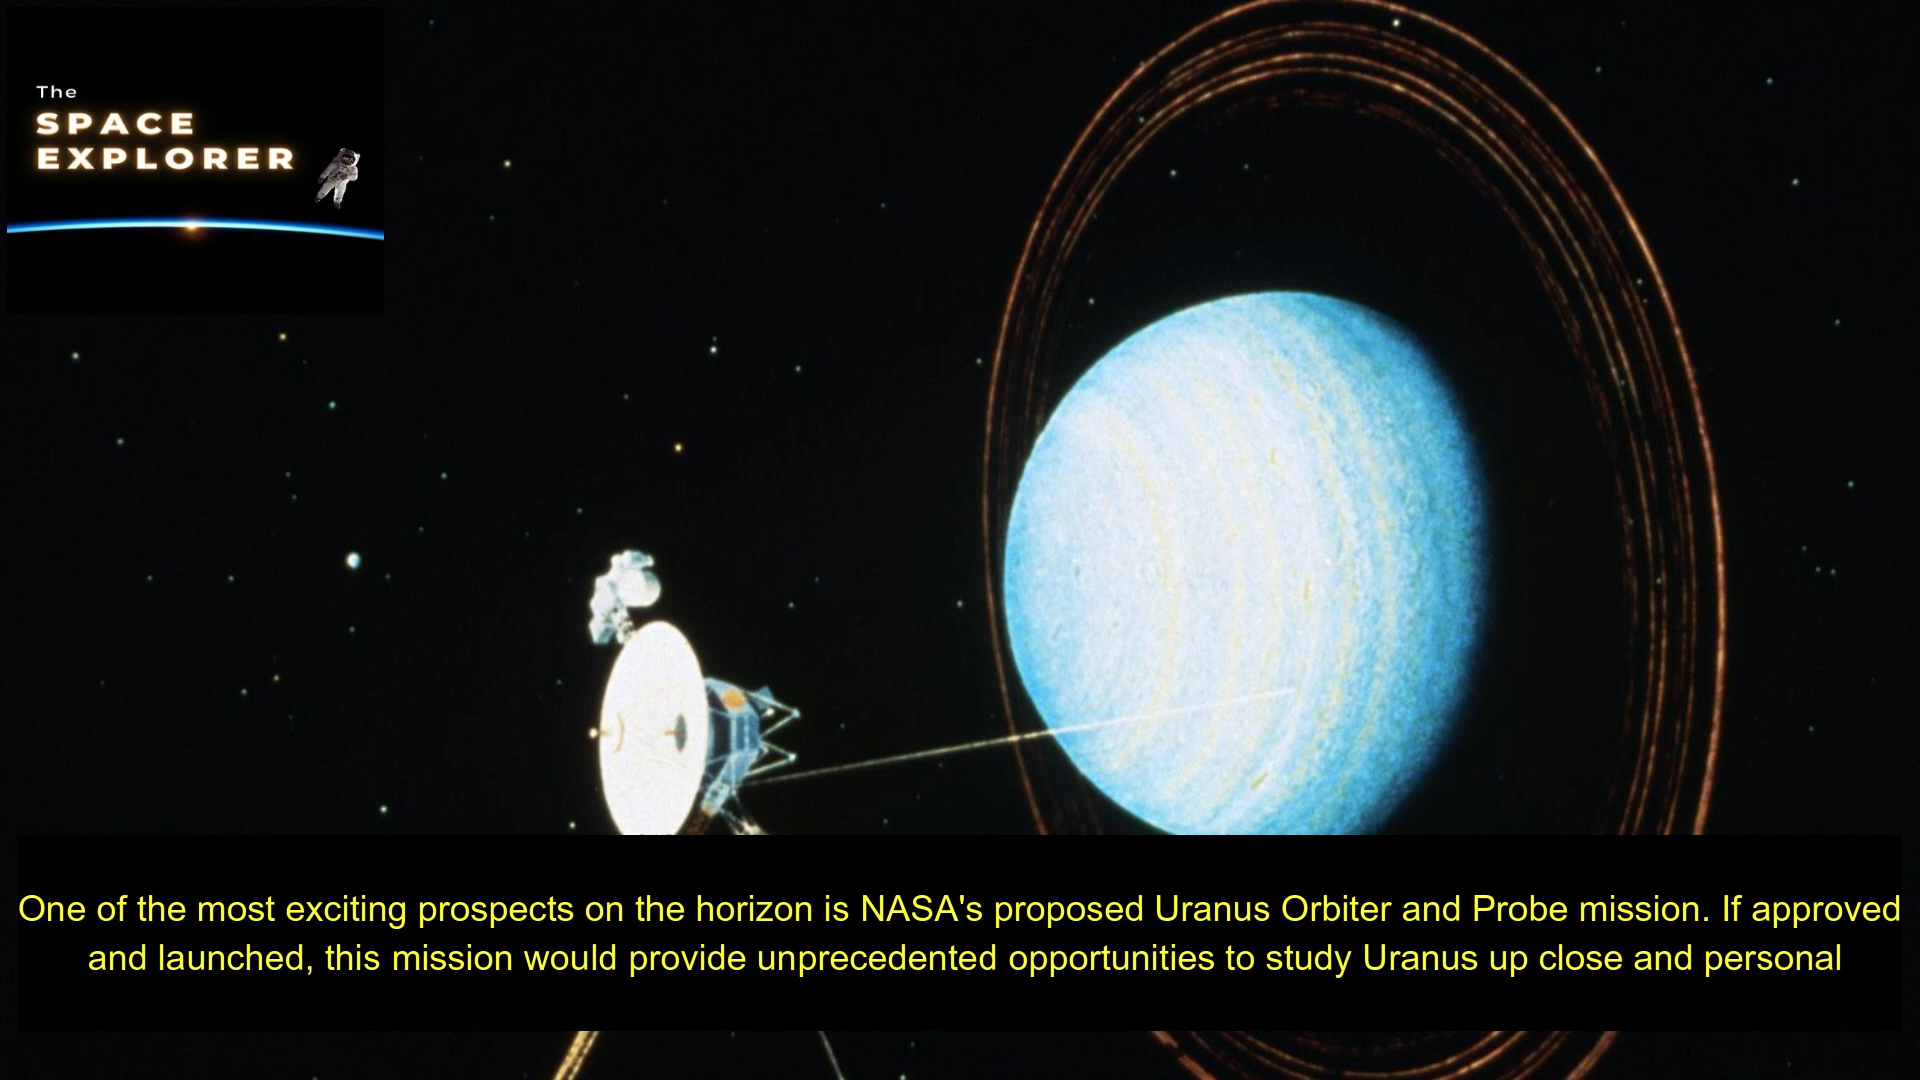 The
SPACE
EXPLORER
One of the most exciting prospects on the horizon is NASA's proposed Uranus Orbiter and Probe mission. If approved
and launched, this mission would provide unprecedented opportunities to study Uranus up close and personal